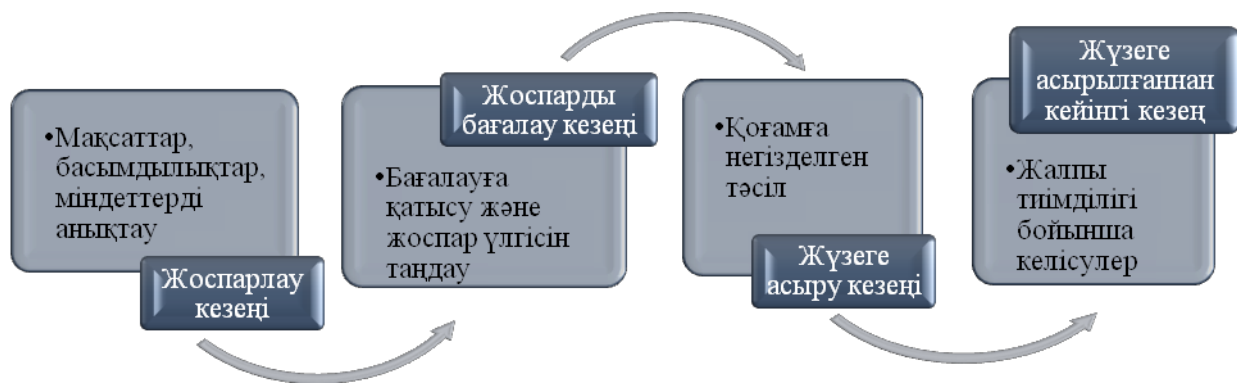 •Мақсаттар,
басымдылықтар,
міндеттерді
анықтау
Жоспарлау
кезеңі
Жоспарды
бағалау кезеңі
•Бағалауға
қатысу және
жоспар үлгісін
таңдау
•Қоғамға
негізделген
тәсіл
Жүзеге
асыру кезеңі
Жүзеге
асырылғаннан
кейінгі кезең
•Жалпы
тиімділігі
бойынша
келісулер